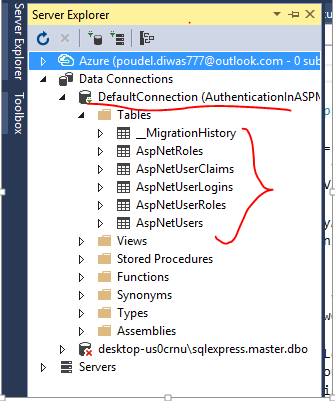 Server Explorer
Server Explorer
Toolbox
Azure (poudel.diwas777@outlook.com - 0 sub
Data Connections
DefaultConnection (AuthenticationInASPN
Tables
__MigrationHistory
AspNetRoles
AspNetUserClaims
AspNetUserLogins
AspNetUserRoles
AspNetUsers
Views
Stored Procedures
Functions
Synonyms
Types
Assemblies
desktop-us0crnu\sqlexpress.master.dbo
Servers